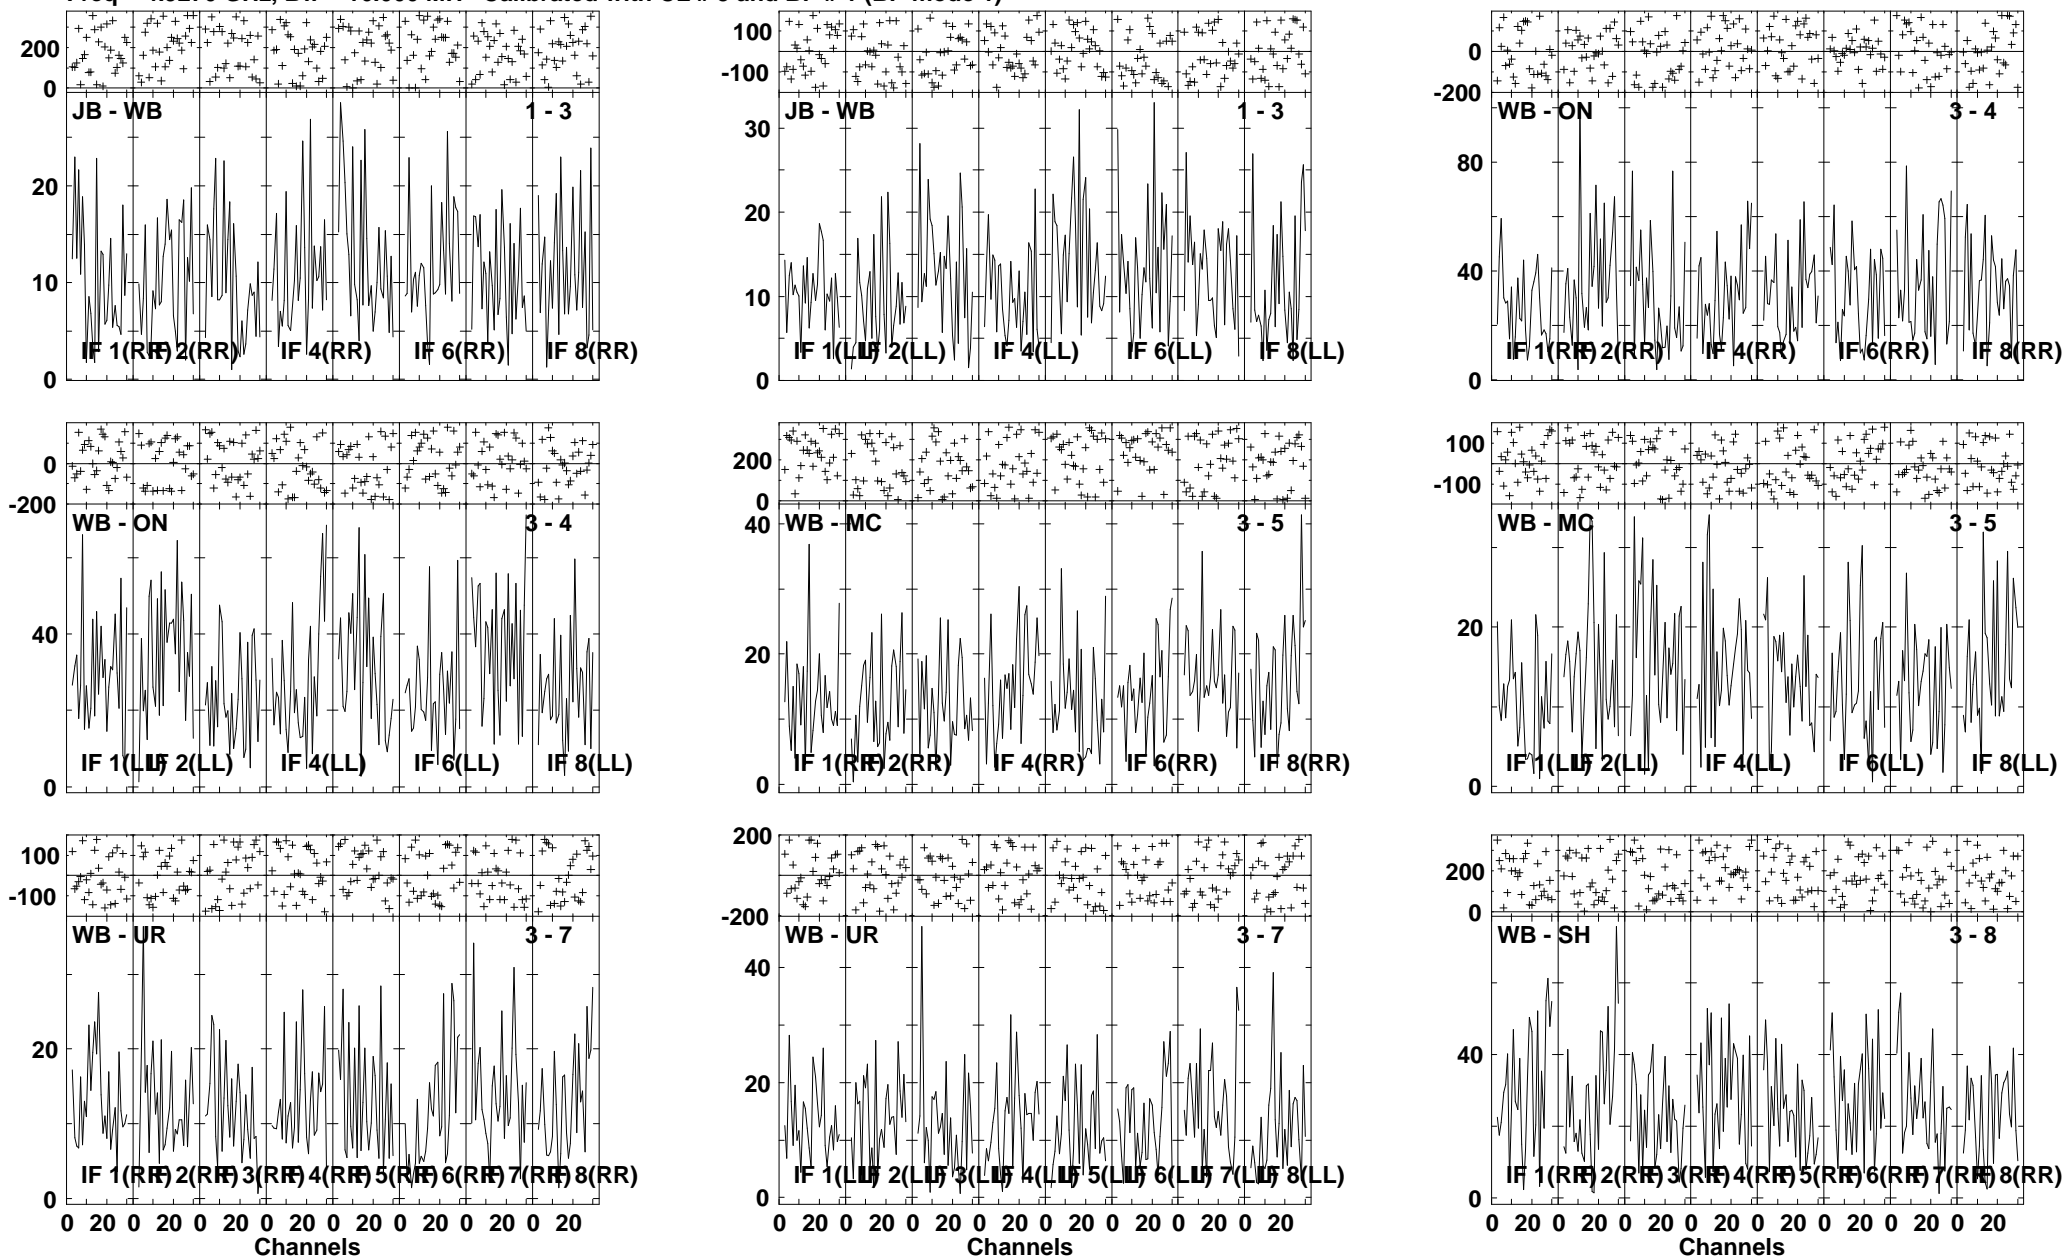 Calibrated with and
200
0
JB - WB 1 - 3
20
10
0
IF 1(RR) IF 2(RR) IF 4(RR) IF 6(RR) IF 8(RR)
100
-100
JB - WB 1 - 3
30
20
10
0
IF 1(LL) IF 2(LL) IF 4(LL) IF 6(LL) IF 8(LL)
0
-200
WB - ON 3 - 4
80
40
0
IF 1(RR) IF 2(RR) IF 4(RR) IF 6(RR) IF 8(RR)
0
-200
WB - ON 3 - 4
40
0
IF 1(LL) IF 2(LL) IF 4(LL) IF 6(LL) IF 8(LL)
200
0
WB - MC 3 - 5
40
20
0
IF 1(RR) IF 2(RR) IF 4(RR) IF 6(RR) IF 8(RR)
100
-100
WB - MC 3 - 5
20
0
IF 1(LL) IF 2(LL) IF 4(LL) IF 6(LL) IF 8(LL)
100
-100
WB - UR 3 - 7
20
0
IF 1(RR) IF 2(RR) IF 3(RR) IF 4(RR) IF 5(RR) IF 6(RR) IF 7(RR) IF 8(RR)
0 20 0 20 0 20 0 20 0 20 0 20 0 20 0 20
Channels
200
-200
WB - UR 3 - 7
40
20
0
IF 1(LL) IF 2(LL) IF 3(LL) IF 4(LL) IF 5(LL) IF 6(LL) IF 7(LL) IF 8(LL)
0 20 0 20 0 20 0 20 0 20 0 20 0 20 0 20
Channels
200
0
WB - SH 3 - 8
40
0
IF 1(RR) IF 2(RR) IF 3(RR) IF 4(RR) IF 5(RR) IF 6(RR) IF 7(RR) IF 8(RR)
0 20 0 20 0 20 0 20 0 20 0 20 0 20 0 20
Channels